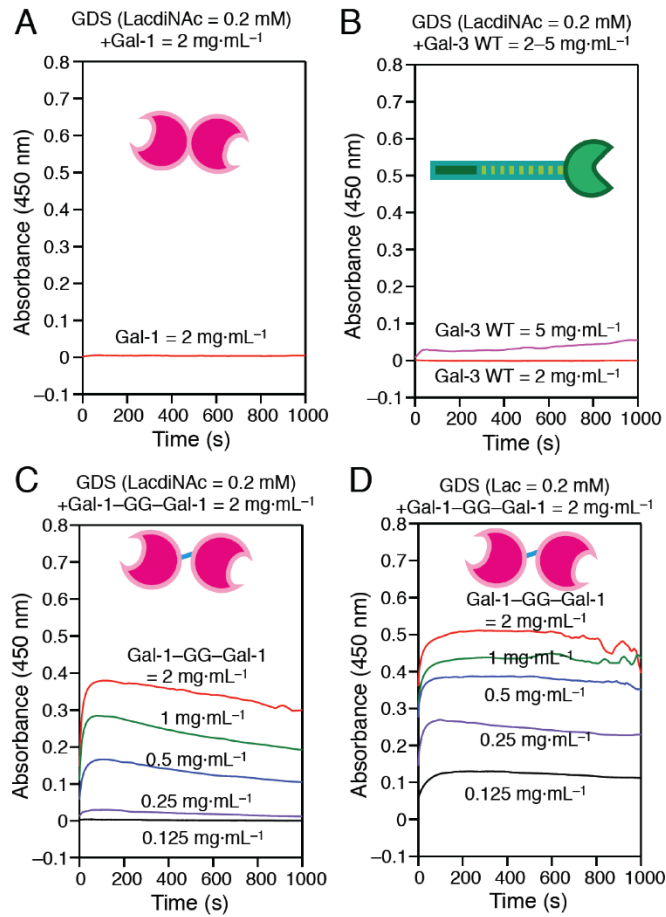 A
GDS (LacdiNAc = 0.2 mM)
+Gal-1 = 2 mg·mL⁻¹
Absorbance (450 nm)
0.8
0.7
0.6
0.5
0.4
0.3
0.2
0.1
0
−0.1
Gal-1 = 2 mg·mL⁻¹
0 200 400 600 800 1000
Time (s)
B
GDS (LacdiNAc = 0.2 mM)
+Gal-3 WT = 2–5 mg·mL⁻¹
Absorbance (450 nm)
0.8
0.7
0.6
0.5
0.4
0.3
0.2
0.1
0
−0.1
Gal-3 WT = 5 mg·mL⁻¹
Gal-3 WT = 2 mg·mL⁻¹
0 200 400 600 800 1000
Time (s)
C
GDS (LacdiNAc = 0.2 mM)
+Gal-1–GG–Gal-1 = 2 mg·mL⁻¹
Absorbance (450 nm)
0.8
0.7
0.6
0.5
0.4
0.3
0.2
0.1
0
−0.1
Gal-1–GG–Gal-1
= 2 mg·mL⁻¹
1 mg·mL⁻¹
0.5 mg·mL⁻¹
0.25 mg·mL⁻¹
0.125 mg·mL⁻¹
0 200 400 600 800 1000
Time (s)
D
GDS (Lac = 0.2 mM)
+Gal-1–GG–Gal-1 = 2 mg·mL⁻¹
Absorbance (450 nm)
0.8
0.7
0.6
0.5
0.4
0.3
0.2
0.1
0
−0.1
Gal-1–GG–Gal-1
= 2 mg·mL⁻¹
1 mg·mL⁻¹
0.5 mg·mL⁻¹
0.25 mg·mL⁻¹
0.125 mg·mL⁻¹
0 200 400 600 800 1000
Time (s)